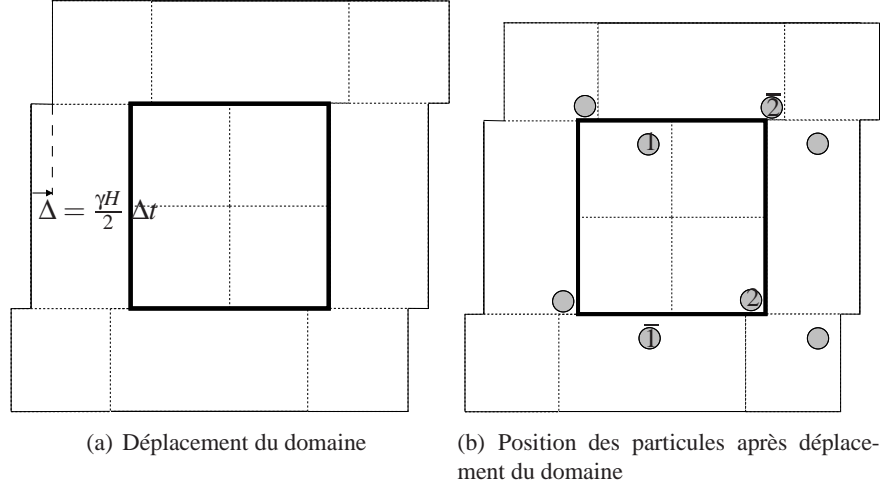 Δ = γH/2 Δt
2̅
1
2
1̅
(a) Déplacement du domaine
(b) Position des particules après déplace-
ment du domaine